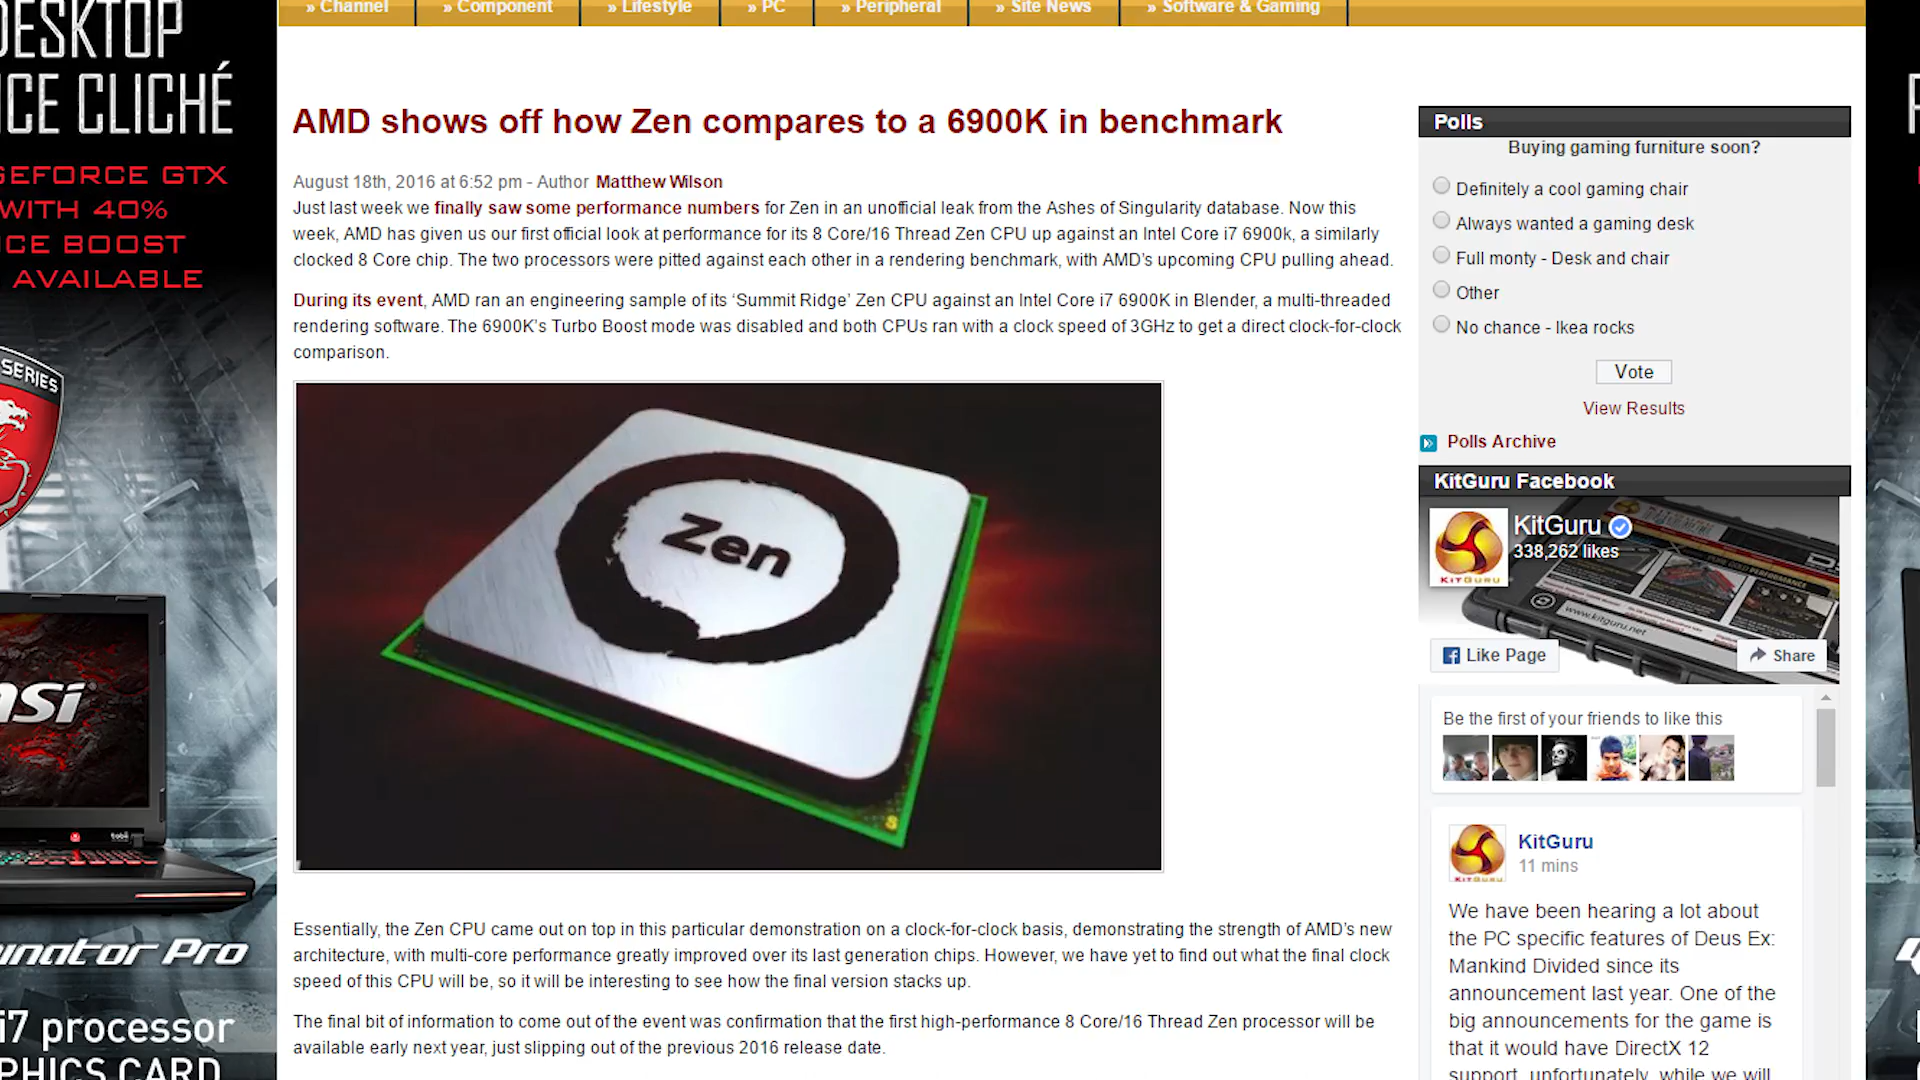 » Channel
» Component
» Lifestyle
» PC
» Peripheral
» Site News
» Software & Gaming
DESKTOP
CE CLICHÉ
GEFORCE GTX
WITH 40%
CE BOOST
AVAILABLE
SERIES
msi
tobii
nator Pro
i7 processor
PHICS CARD
AMD shows off how Zen compares to a 6900K in benchmark
August 18th, 2016 at 6:52 pm - Author Matthew Wilson
Just last week we finally saw some performance numbers for Zen in an unofficial leak from the Ashes of Singularity database. Now this
week, AMD has given us our first official look at performance for its 8 Core/16 Thread Zen CPU up against an Intel Core i7 6900k, a similarly
clocked 8 Core chip. The two processors were pitted against each other in a rendering benchmark, with AMD's upcoming CPU pulling ahead.
During its event, AMD ran an engineering sample of its ‘Summit Ridge’ Zen CPU against an Intel Core i7 6900K in Blender, a multi-threaded
rendering software. The 6900K's Turbo Boost mode was disabled and both CPUs ran with a clock speed of 3GHz to get a direct clock-for-clock
comparison.
Zen
Essentially, the Zen CPU came out on top in this particular demonstration on a clock-for-clock basis, demonstrating the strength of AMD's new
architecture, with multi-core performance greatly improved over its last generation chips. However, we have yet to find out what the final clock
speed of this CPU will be, so it will be interesting to see how the final version stacks up.
The final bit of information to come out of the event was confirmation that the first high-performance 8 Core/16 Thread Zen processor will be
available early next year, just slipping out of the previous 2016 release date.
Polls
Buying gaming furniture soon?
Definitely a cool gaming chair
Always wanted a gaming desk
Full monty - Desk and chair
Other
No chance - Ikea rocks
Vote
View Results
Polls Archive
KitGuru Facebook
KitGuru
338,262 likes
KITGURU
www.kitguru.net
Like Page
Share
Be the first of your friends to like this
KitGuru
11 mins
We have been hearing a lot about
the PC specific features of Deus Ex:
Mankind Divided since its
announcement last year. One of the
big announcements for the game is
that it would have DirectX 12
support, unfortunately, while we will